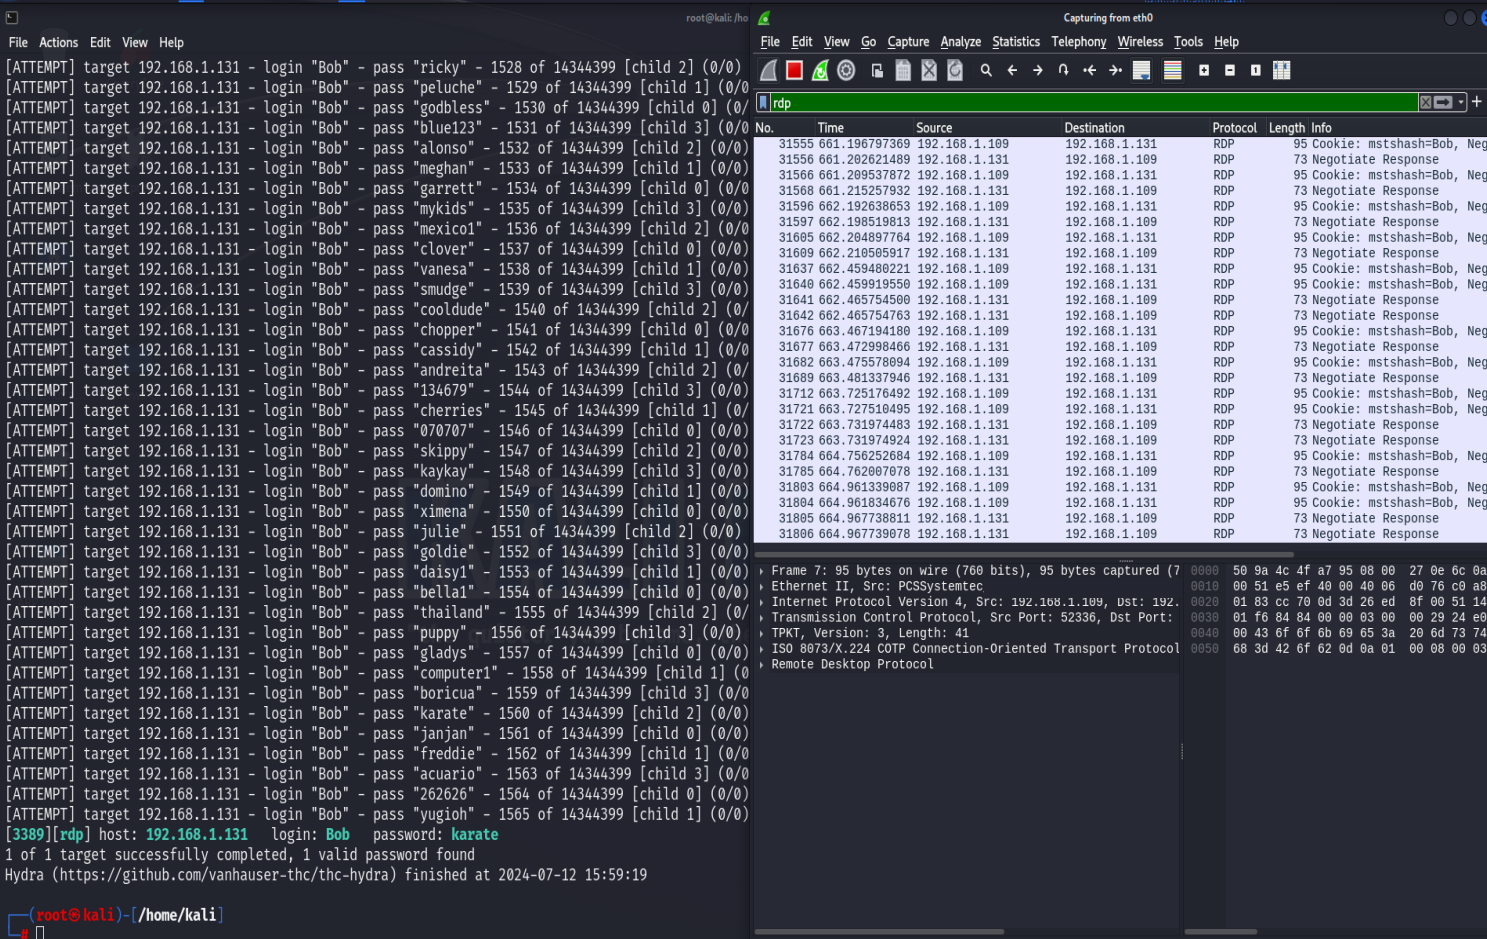 root@kali: /ho
File Actions Edit View Help
[ATTEMPT] target 192.168.1.131 - login "Bob" - pass "ricky" - 1528 of 14344399 [child 2] (0/0)
[ATTEMPT] target 192.168.1.131 - login "Bob" - pass "peluche" - 1529 of 14344399 [child 1] (0/0
[ATTEMPT] target 192.168.1.131 - login "Bob" - pass "godbless" - 1530 of 14344399 [child 0] (0/
[ATTEMPT] target 192.168.1.131 - login "Bob" - pass "blue123" - 1531 of 14344399 [child 3] (0/0
[ATTEMPT] target 192.168.1.131 - login "Bob" - pass "alonso" - 1532 of 14344399 [child 2] (0/0)
[ATTEMPT] target 192.168.1.131 - login "Bob" - pass "meghan" - 1533 of 14344399 [child 1] (0/0)
[ATTEMPT] target 192.168.1.131 - login "Bob" - pass "garrett" - 1534 of 14344399 [child 0] (0/0
[ATTEMPT] target 192.168.1.131 - login "Bob" - pass "mykids" - 1535 of 14344399 [child 3] (0/0)
[ATTEMPT] target 192.168.1.131 - login "Bob" - pass "mexico1" - 1536 of 14344399 [child 2] (0/0
[ATTEMPT] target 192.168.1.131 - login "Bob" - pass "clover" - 1537 of 14344399 [child 0] (0/0)
[ATTEMPT] target 192.168.1.131 - login "Bob" - pass "vanesa" - 1538 of 14344399 [child 1] (0/0)
[ATTEMPT] target 192.168.1.131 - login "Bob" - pass "smudge" - 1539 of 14344399 [child 3] (0/0)
[ATTEMPT] target 192.168.1.131 - login "Bob" - pass "cooldude" - 1540 of 14344399 [child 2] (0/
[ATTEMPT] target 192.168.1.131 - login "Bob" - pass "chopper" - 1541 of 14344399 [child 0] (0/0
[ATTEMPT] target 192.168.1.131 - login "Bob" - pass "cassidy" - 1542 of 14344399 [child 1] (0/0
[ATTEMPT] target 192.168.1.131 - login "Bob" - pass "andreita" - 1543 of 14344399 [child 2] (0/
[ATTEMPT] target 192.168.1.131 - login "Bob" - pass "134679" - 1544 of 14344399 [child 3] (0/0)
[ATTEMPT] target 192.168.1.131 - login "Bob" - pass "cherries" - 1545 of 14344399 [child 1] (0/
[ATTEMPT] target 192.168.1.131 - login "Bob" - pass "070707" - 1546 of 14344399 [child 0] (0/0)
[ATTEMPT] target 192.168.1.131 - login "Bob" - pass "skippy" - 1547 of 14344399 [child 2] (0/0)
[ATTEMPT] target 192.168.1.131 - login "Bob" - pass "kaykay" - 1548 of 14344399 [child 3] (0/0)
[ATTEMPT] target 192.168.1.131 - login "Bob" - pass "domino" - 1549 of 14344399 [child 1] (0/0)
[ATTEMPT] target 192.168.1.131 - login "Bob" - pass "ximena" - 1550 of 14344399 [child 0] (0/0)
[ATTEMPT] target 192.168.1.131 - login "Bob" - pass "julie" - 1551 of 14344399 [child 2] (0/0)
[ATTEMPT] target 192.168.1.131 - login "Bob" - pass "goldie" - 1552 of 14344399 [child 3] (0/0)
[ATTEMPT] target 192.168.1.131 - login "Bob" - pass "daisy1" - 1553 of 14344399 [child 1] (0/0)
[ATTEMPT] target 192.168.1.131 - login "Bob" - pass "bella1" - 1554 of 14344399 [child 0] (0/0)
[ATTEMPT] target 192.168.1.131 - login "Bob" - pass "thailand" - 1555 of 14344399 [child 2] (0/
[ATTEMPT] target 192.168.1.131 - login "Bob" - pass "puppy" - 1556 of 14344399 [child 3] (0/0)
[ATTEMPT] target 192.168.1.131 - login "Bob" - pass "gladys" - 1557 of 14344399 [child 0] (0/0)
[ATTEMPT] target 192.168.1.131 - login "Bob" - pass "computer1" - 1558 of 14344399 [child 1] (0
[ATTEMPT] target 192.168.1.131 - login "Bob" - pass "boricua" - 1559 of 14344399 [child 3] (0/0
[ATTEMPT] target 192.168.1.131 - login "Bob" - pass "karate" - 1560 of 14344399 [child 2] (0/0)
[ATTEMPT] target 192.168.1.131 - login "Bob" - pass "janjan" - 1561 of 14344399 [child 0] (0/0)
[ATTEMPT] target 192.168.1.131 - login "Bob" - pass "freddie" - 1562 of 14344399 [child 1] (0/0
[ATTEMPT] target 192.168.1.131 - login "Bob" - pass "acuario" - 1563 of 14344399 [child 3] (0/0
[ATTEMPT] target 192.168.1.131 - login "Bob" - pass "262626" - 1564 of 14344399 [child 0] (0/0)
[ATTEMPT] target 192.168.1.131 - login "Bob" - pass "yugioh" - 1565 of 14344399 [child 1] (0/0)
[3389][rdp] host: 192.168.1.131 login: Bob password: karate
1 of 1 target successfully completed, 1 valid password found
Hydra (https://github.com/vanhauser-thc/thc-hydra) finished at 2024-07-12 15:59:19
(root㉿kali)-[/home/kali]
#
Capturing from eth0
File Edit View Go Capture Analyze Statistics Telephony Wireless Tools Help
rdp
No. Time Source Destination Protocol Length Info
31555 661.196797369 192.168.1.109 192.168.1.131 RDP 95 Cookie: mstshash=Bob, Neg
31556 661.202621489 192.168.1.131 192.168.1.109 RDP 73 Negotiate Response
31566 661.209537872 192.168.1.109 192.168.1.131 RDP 95 Cookie: mstshash=Bob, Neg
31568 661.215257932 192.168.1.131 192.168.1.109 RDP 73 Negotiate Response
31596 662.192638653 192.168.1.109 192.168.1.131 RDP 95 Cookie: mstshash=Bob, Neg
31597 662.198519813 192.168.1.131 192.168.1.109 RDP 73 Negotiate Response
31605 662.204897764 192.168.1.109 192.168.1.131 RDP 95 Cookie: mstshash=Bob, Neg
31609 662.210505917 192.168.1.131 192.168.1.109 RDP 73 Negotiate Response
31637 662.459480221 192.168.1.109 192.168.1.131 RDP 95 Cookie: mstshash=Bob, Neg
31640 662.459919550 192.168.1.109 192.168.1.131 RDP 95 Cookie: mstshash=Bob, Neg
31641 662.465754500 192.168.1.131 192.168.1.109 RDP 73 Negotiate Response
31642 662.465754763 192.168.1.131 192.168.1.109 RDP 73 Negotiate Response
31676 663.467194180 192.168.1.109 192.168.1.131 RDP 95 Cookie: mstshash=Bob, Neg
31677 663.472998466 192.168.1.131 192.168.1.109 RDP 73 Negotiate Response
31682 663.475578094 192.168.1.109 192.168.1.131 RDP 95 Cookie: mstshash=Bob, Neg
31689 663.481337946 192.168.1.131 192.168.1.109 RDP 73 Negotiate Response
31712 663.725176492 192.168.1.109 192.168.1.131 RDP 95 Cookie: mstshash=Bob, Neg
31721 663.727510495 192.168.1.109 192.168.1.131 RDP 95 Cookie: mstshash=Bob, Neg
31722 663.731974483 192.168.1.131 192.168.1.109 RDP 73 Negotiate Response
31723 663.731974924 192.168.1.131 192.168.1.109 RDP 73 Negotiate Response
31784 664.756252684 192.168.1.109 192.168.1.131 RDP 95 Cookie: mstshash=Bob, Neg
31785 664.762007078 192.168.1.131 192.168.1.109 RDP 73 Negotiate Response
31803 664.961339087 192.168.1.109 192.168.1.131 RDP 95 Cookie: mstshash=Bob, Neg
31804 664.961834676 192.168.1.109 192.168.1.131 RDP 95 Cookie: mstshash=Bob, Neg
31805 664.967738811 192.168.1.131 192.168.1.109 RDP 73 Negotiate Response
31806 664.967739078 192.168.1.131 192.168.1.109 RDP 73 Negotiate Response
Frame 7: 95 bytes on wire (760 bits), 95 bytes captured (7
Ethernet II, Src: PCSSystemtec
Internet Protocol Version 4, Src: 192.168.1.109, Dst: 192.
Transmission Control Protocol, Src Port: 52336, Dst Port:
TPKT, Version: 3, Length: 41
ISO 8073/X.224 COTP Connection-Oriented Transport Protocol
Remote Desktop Protocol
0000 50 9a 4c 4f a7 95 08 00 27 0e 6c 0a
0010 00 51 e5 ef 40 00 40 06 d0 76 c0 a8
0020 01 83 cc 70 0d 3d 26 ed 8f 00 51 14
0030 01 f6 84 84 00 00 03 00 00 29 24 e0
0040 00 43 6f 6f 6b 69 65 3a 20 6d 73 74
0050 68 3d 42 6f 62 0d 0a 01 00 08 00 03